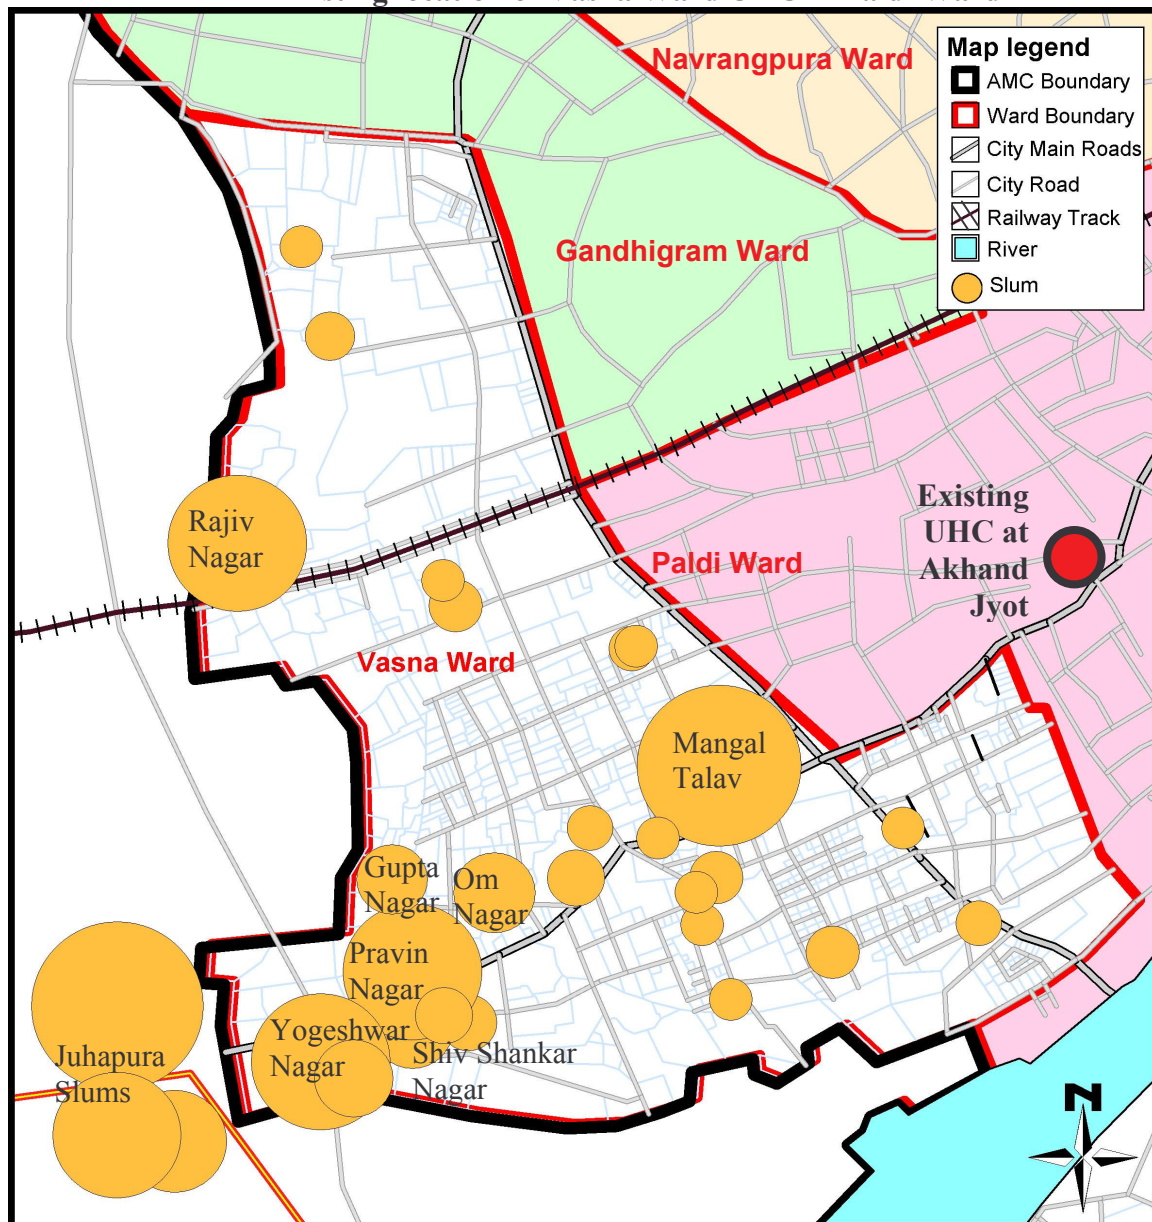 Navrangpura Ward
Map legend
AMC Boundary
Ward Boundary
City Main Roads
City Road
Railway Track
River
Slum
Gandhigram Ward
Existing
UHC at
Akhand
Jyot
Rajiv
Nagar
Paldi Ward
Vasna Ward
Mangal
Talav
Gupta
Nagar
Om
Nagar
Pravin
Nagar
Yogeshwar
Nagar
Shiv Shankar
Nagar
Juhapura
Slums
N